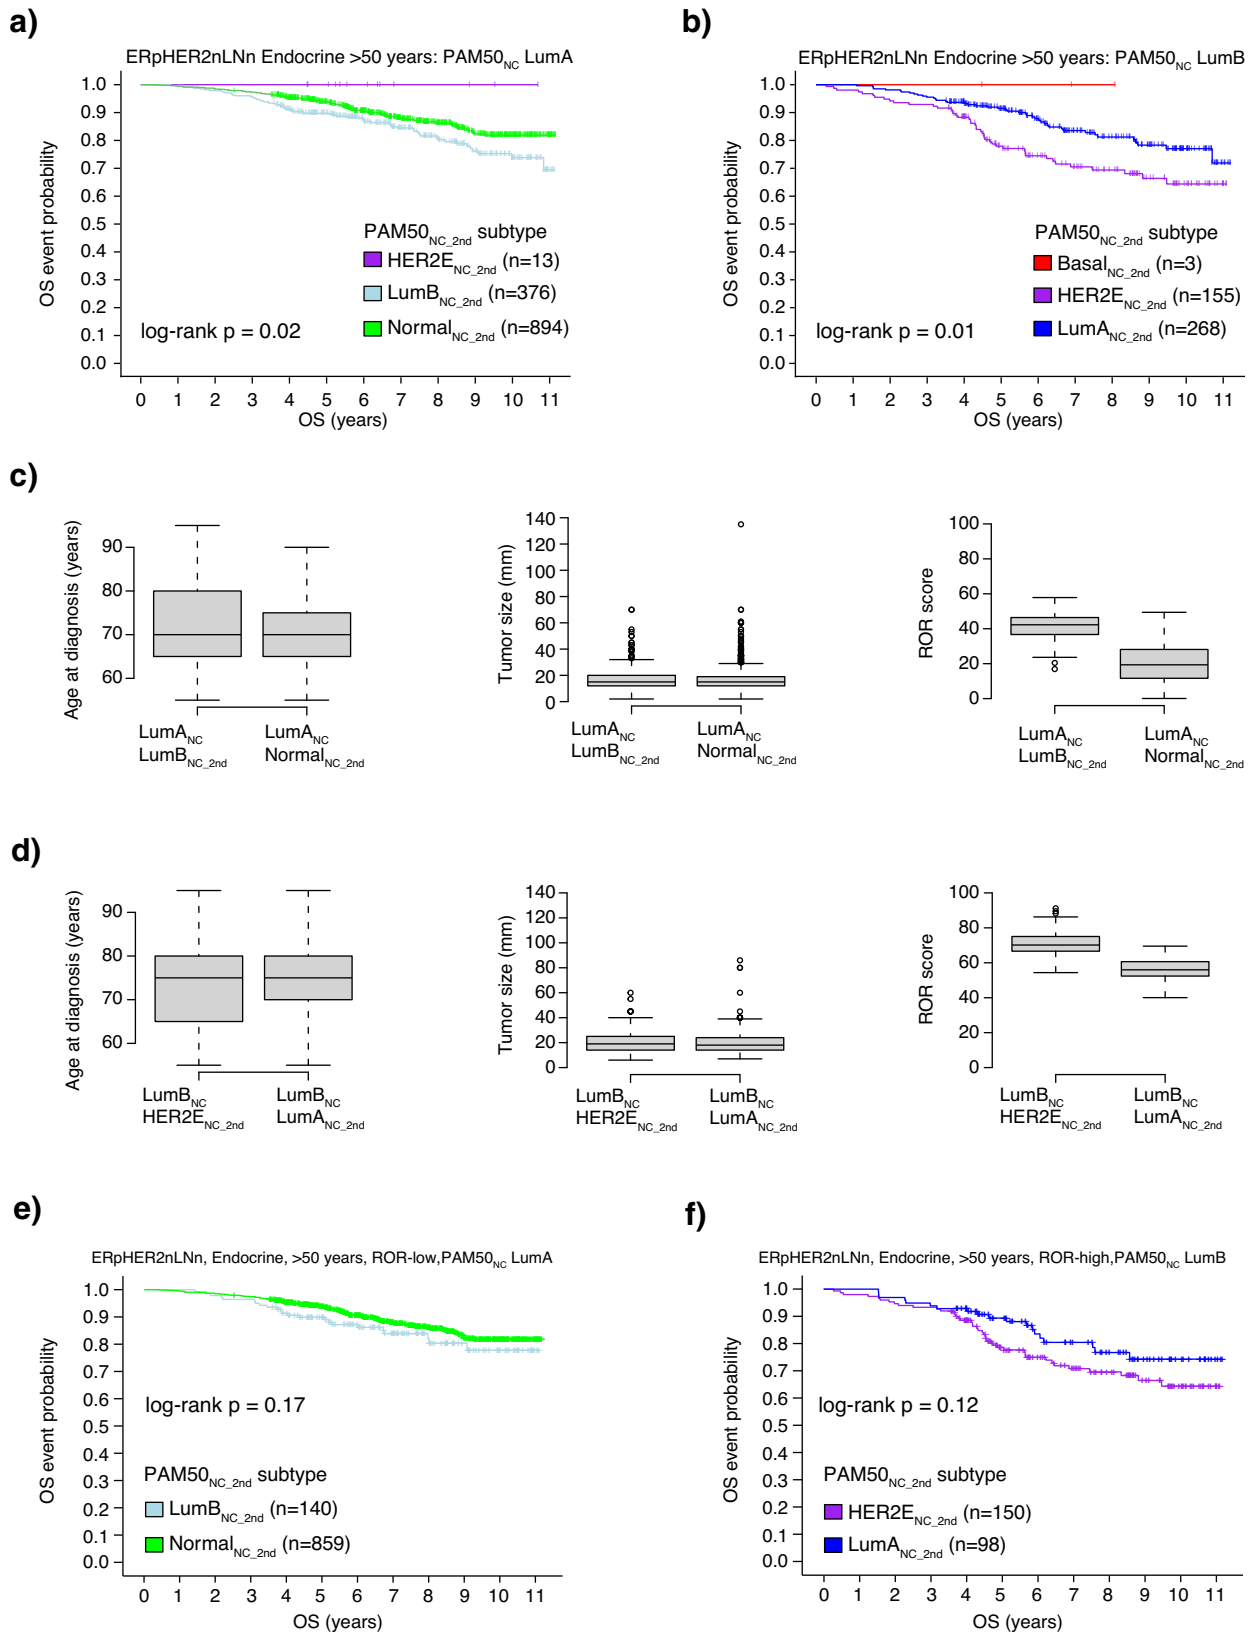 a)
ERpHER2nLNn Endocrine >50 years: PAM50NC LumA
OS event probability
1.0
0.9
0.8
0.7
0.6
0.5
0.4
0.3
0.2
0.1
0.0
PAM50NC_2nd subtype
HER2ENC_2nd (n=13)
LumBNC_2nd (n=376)
NormalNC_2nd (n=894)
log-rank p = 0.02
0 1 2 3 4 5 6 7 8 9 10 11
OS (years)
b)
ERpHER2nLNn Endocrine >50 years: PAM50NC LumB
OS event probability
1.0
0.9
0.8
0.7
0.6
0.5
0.4
0.3
0.2
0.1
0.0
PAM50NC_2nd subtype
BasalNC_2nd (n=3)
HER2ENC_2nd (n=155)
LumANC_2nd (n=268)
log-rank p = 0.01
0 1 2 3 4 5 6 7 8 9 10 11
OS (years)
c)
Age at diagnosis (years)
90
80
70
60
LumANC LumANC
LumBNC_2nd NormalNC_2nd
Tumor size (mm)
140
120
100
80
60
40
20
0
LumANC LumANC
LumBNC_2nd NormalNC_2nd
ROR score
100
80
60
40
20
0
LumANC LumANC
LumBNC_2nd NormalNC_2nd
d)
Age at diagnosis (years)
90
80
70
60
LumBNC LumBNC
HER2ENC_2nd LumANC_2nd
Tumor size (mm)
140
120
100
80
60
40
20
0
LumBNC LumBNC
HER2ENC_2nd LumANC_2nd
ROR score
100
80
60
40
20
0
LumBNC LumBNC
HER2ENC_2nd LumANC_2nd
e)
ERpHER2nLNn, Endocrine, >50 years, ROR-low,PAM50NC LumA
OS event probability
1.0
0.9
0.8
0.7
0.6
0.5
0.4
0.3
0.2
0.1
0.0
log-rank p = 0.17
PAM50NC_2nd subtype
LumBNC_2nd (n=140)
NormalNC_2nd (n=859)
0 1 2 3 4 5 6 7 8 9 10 11
OS (years)
f)
ERpHER2nLNn, Endocrine, >50 years, ROR-high,PAM50NC LumB
OS event probability
1.0
0.9
0.8
0.7
0.6
0.5
0.4
0.3
0.2
0.1
0.0
log-rank p = 0.12
PAM50NC_2nd subtype
HER2ENC_2nd (n=150)
LumANC_2nd (n=98)
0 1 2 3 4 5 6 7 8 9 10 11
OS (years)